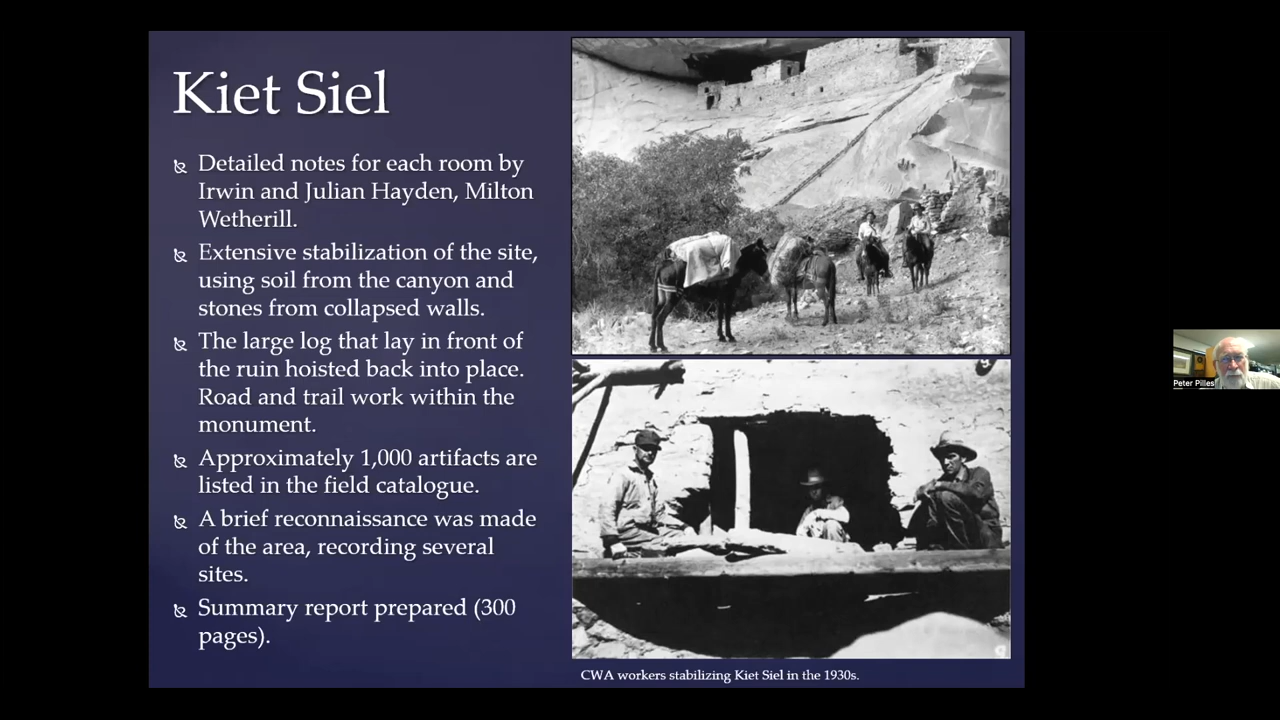 Kiet Siel
Detailed notes for each room by
Irwin and Julian Hayden, Milton
Wetherill.
Extensive stabilization of the site,
using soil from the canyon and
stones from collapsed walls.
The large log that lay in front of
the ruin hoisted back into place.
Road and trail work within the
monument.
Approximately 1,000 artifacts are
listed in the field catalogue.
A brief reconnaissance was made
of the area, recording several
sites.
Summary report prepared (300
pages).
CWA workers stabilizing Kiet Siel in the 1930s.
Peter Pilles